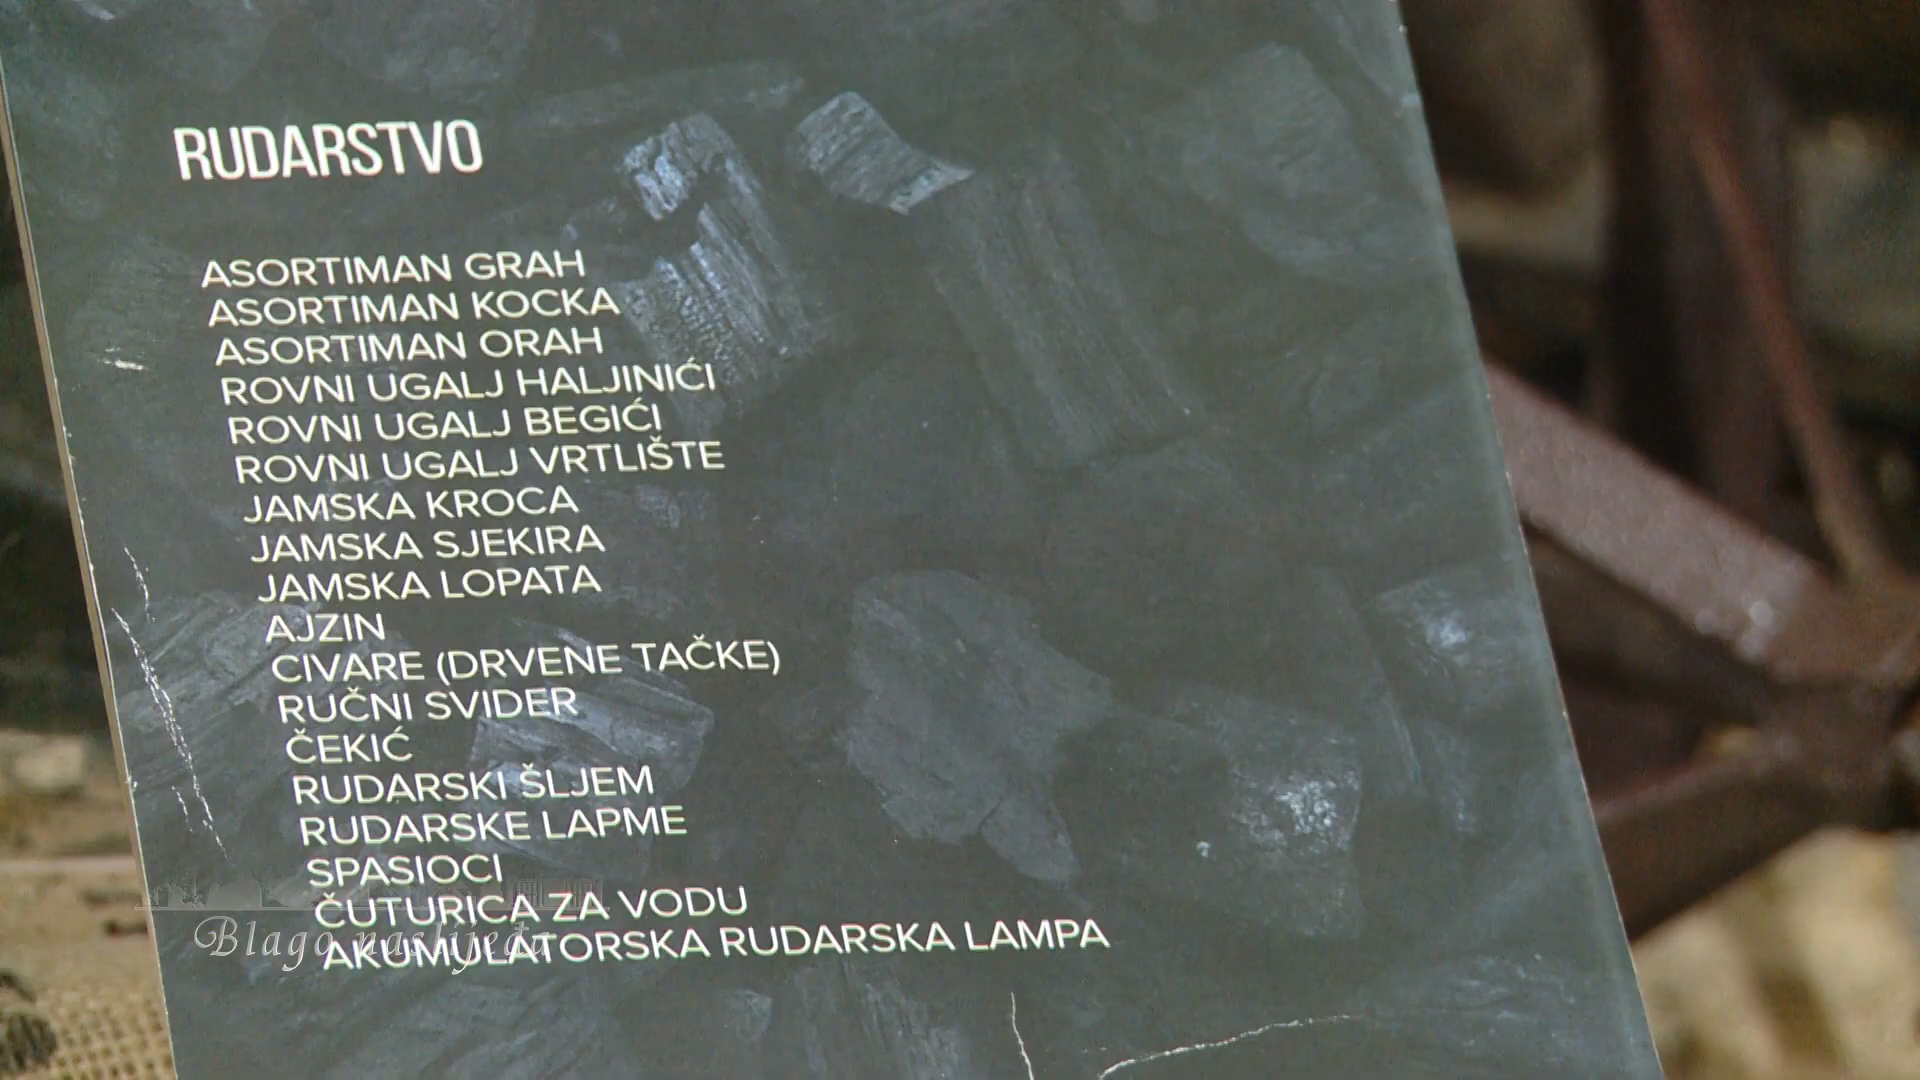 RUDARSTVO
ASORTIMAN GRAH
ASORTIMAN KOCKA
ASORTIMAN ORAH
ROVNI UGALJ HALJINIĆI
ROVNI UGALJ BEGIĆI
ROVNI UGALJ VRTLIŠTE
JAMSKA KROCA
JAMSKA SJEKIRA
JAMSKA LOPATA
AJZIN
CIVARE (DRVENE TAČKE)
RUČNI SVIDER
ČEKIĆ
RUDARSKI ŠLJEM
RUDARSKE LAPME
SPASIOCI
ČUTURICA ZA VODU
AKUMULATORSKA RUDARSKA LAMPA
Blago naslijeđa